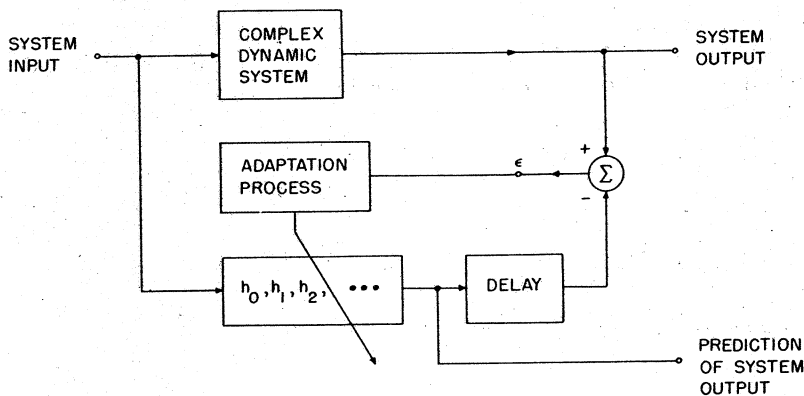 SYSTEM
INPUT
COMPLEX
DYNAMIC
SYSTEM
SYSTEM
OUTPUT
ADAPTATION
PROCESS
ϵ
+
Σ
-
h0, h1, h2, •••
DELAY
PREDICTION
OF SYSTEM
OUTPUT